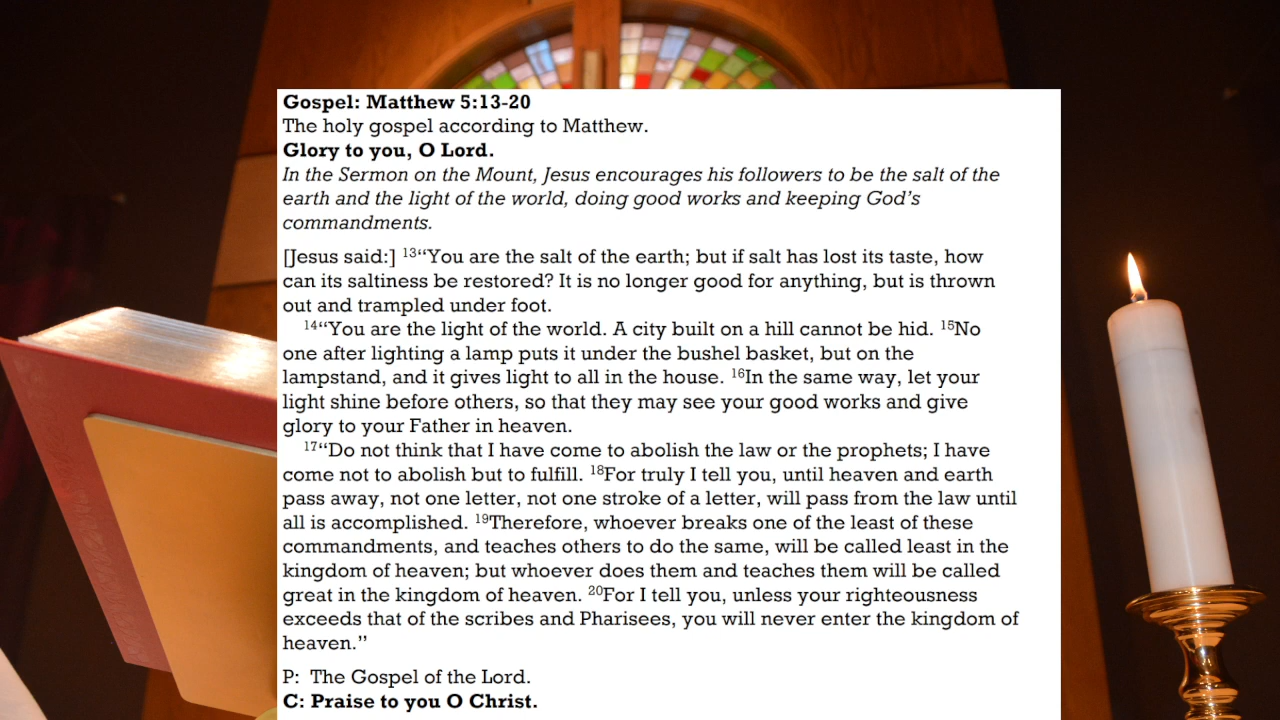 Gospel: Matthew 5:13-20
The holy gospel according to Matthew.
Glory to you, O Lord.
In the Sermon on the Mount, Jesus encourages his followers to be the salt of the
earth and the light of the world, doing good works and keeping God’s
commandments.
[Jesus said:] ¹³“You are the salt of the earth; but if salt has lost its taste, how
can its saltiness be restored? It is no longer good for anything, but is thrown
out and trampled under foot.
¹⁴“You are the light of the world. A city built on a hill cannot be hid. ¹⁵No
one after lighting a lamp puts it under the bushel basket, but on the
lampstand, and it gives light to all in the house. ¹⁶In the same way, let your
light shine before others, so that they may see your good works and give
glory to your Father in heaven.
¹⁷“Do not think that I have come to abolish the law or the prophets; I have
come not to abolish but to fulfill. ¹⁸For truly I tell you, until heaven and earth
pass away, not one letter, not one stroke of a letter, will pass from the law until
all is accomplished. ¹⁹Therefore, whoever breaks one of the least of these
commandments, and teaches others to do the same, will be called least in the
kingdom of heaven; but whoever does them and teaches them will be called
great in the kingdom of heaven. ²⁰For I tell you, unless your righteousness
exceeds that of the scribes and Pharisees, you will never enter the kingdom of
heaven.”
P:  The Gospel of the Lord.
C: Praise to you O Christ.